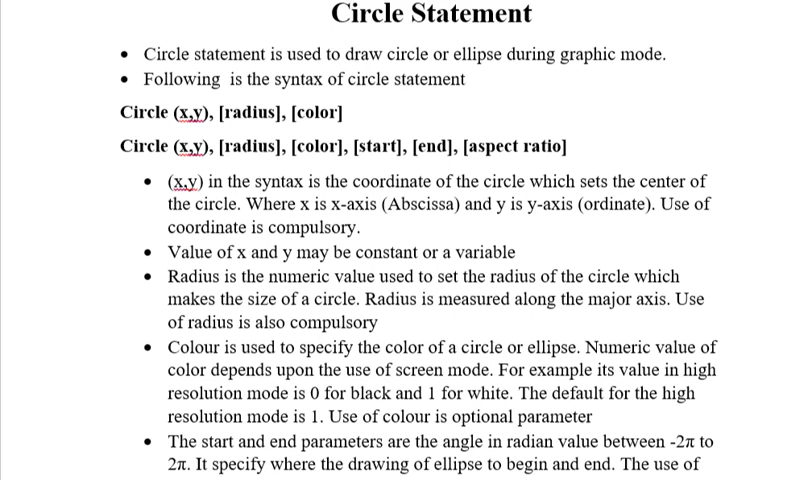 Circle Statement
• Circle statement is used to draw circle or ellipse during graphic mode.
• Following is the syntax of circle statement
Circle (x,y), [radius], [color]
Circle (x,y), [radius], [color], [start], [end], [aspect ratio]
• (x,y) in the syntax is the coordinate of the circle which sets the center of
the circle. Where x is x-axis (Abscissa) and y is y-axis (ordinate). Use of
coordinate is compulsory.
• Value of x and y may be constant or a variable
• Radius is the numeric value used to set the radius of the circle which
makes the size of a circle. Radius is measured along the major axis. Use
of radius is also compulsory
• Colour is used to specify the color of a circle or ellipse. Numeric value of
color depends upon the use of screen mode. For example its value in high
resolution mode is 0 for black and 1 for white. The default for the high
resolution mode is 1. Use of colour is optional parameter
• The start and end parameters are the angle in radian value between -2π to
2π. It specify where the drawing of ellipse to begin and end. The use of